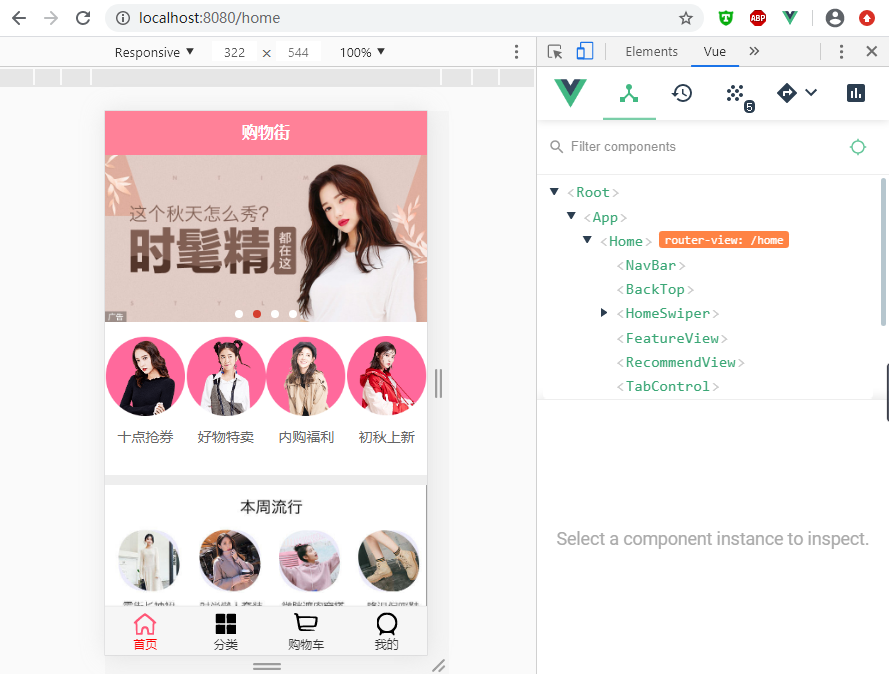 localhost:8080/home
ABP
Responsive ▼ 322 × 544 100% ▼
Elements Vue »
5
Filter components
购物街
这个秋天怎么秀?
时髦精
都在这
广告
十点抢券 好物特卖 内购福利 初秋上新
本周流行
首页 分类 购物车 我的
<Root>
<App>
<Home> router-view: /home
<NavBar>
<BackTop>
<HomeSwiper>
<FeatureView>
<RecommendView>
<TabControl>
Select a component instance to inspect.